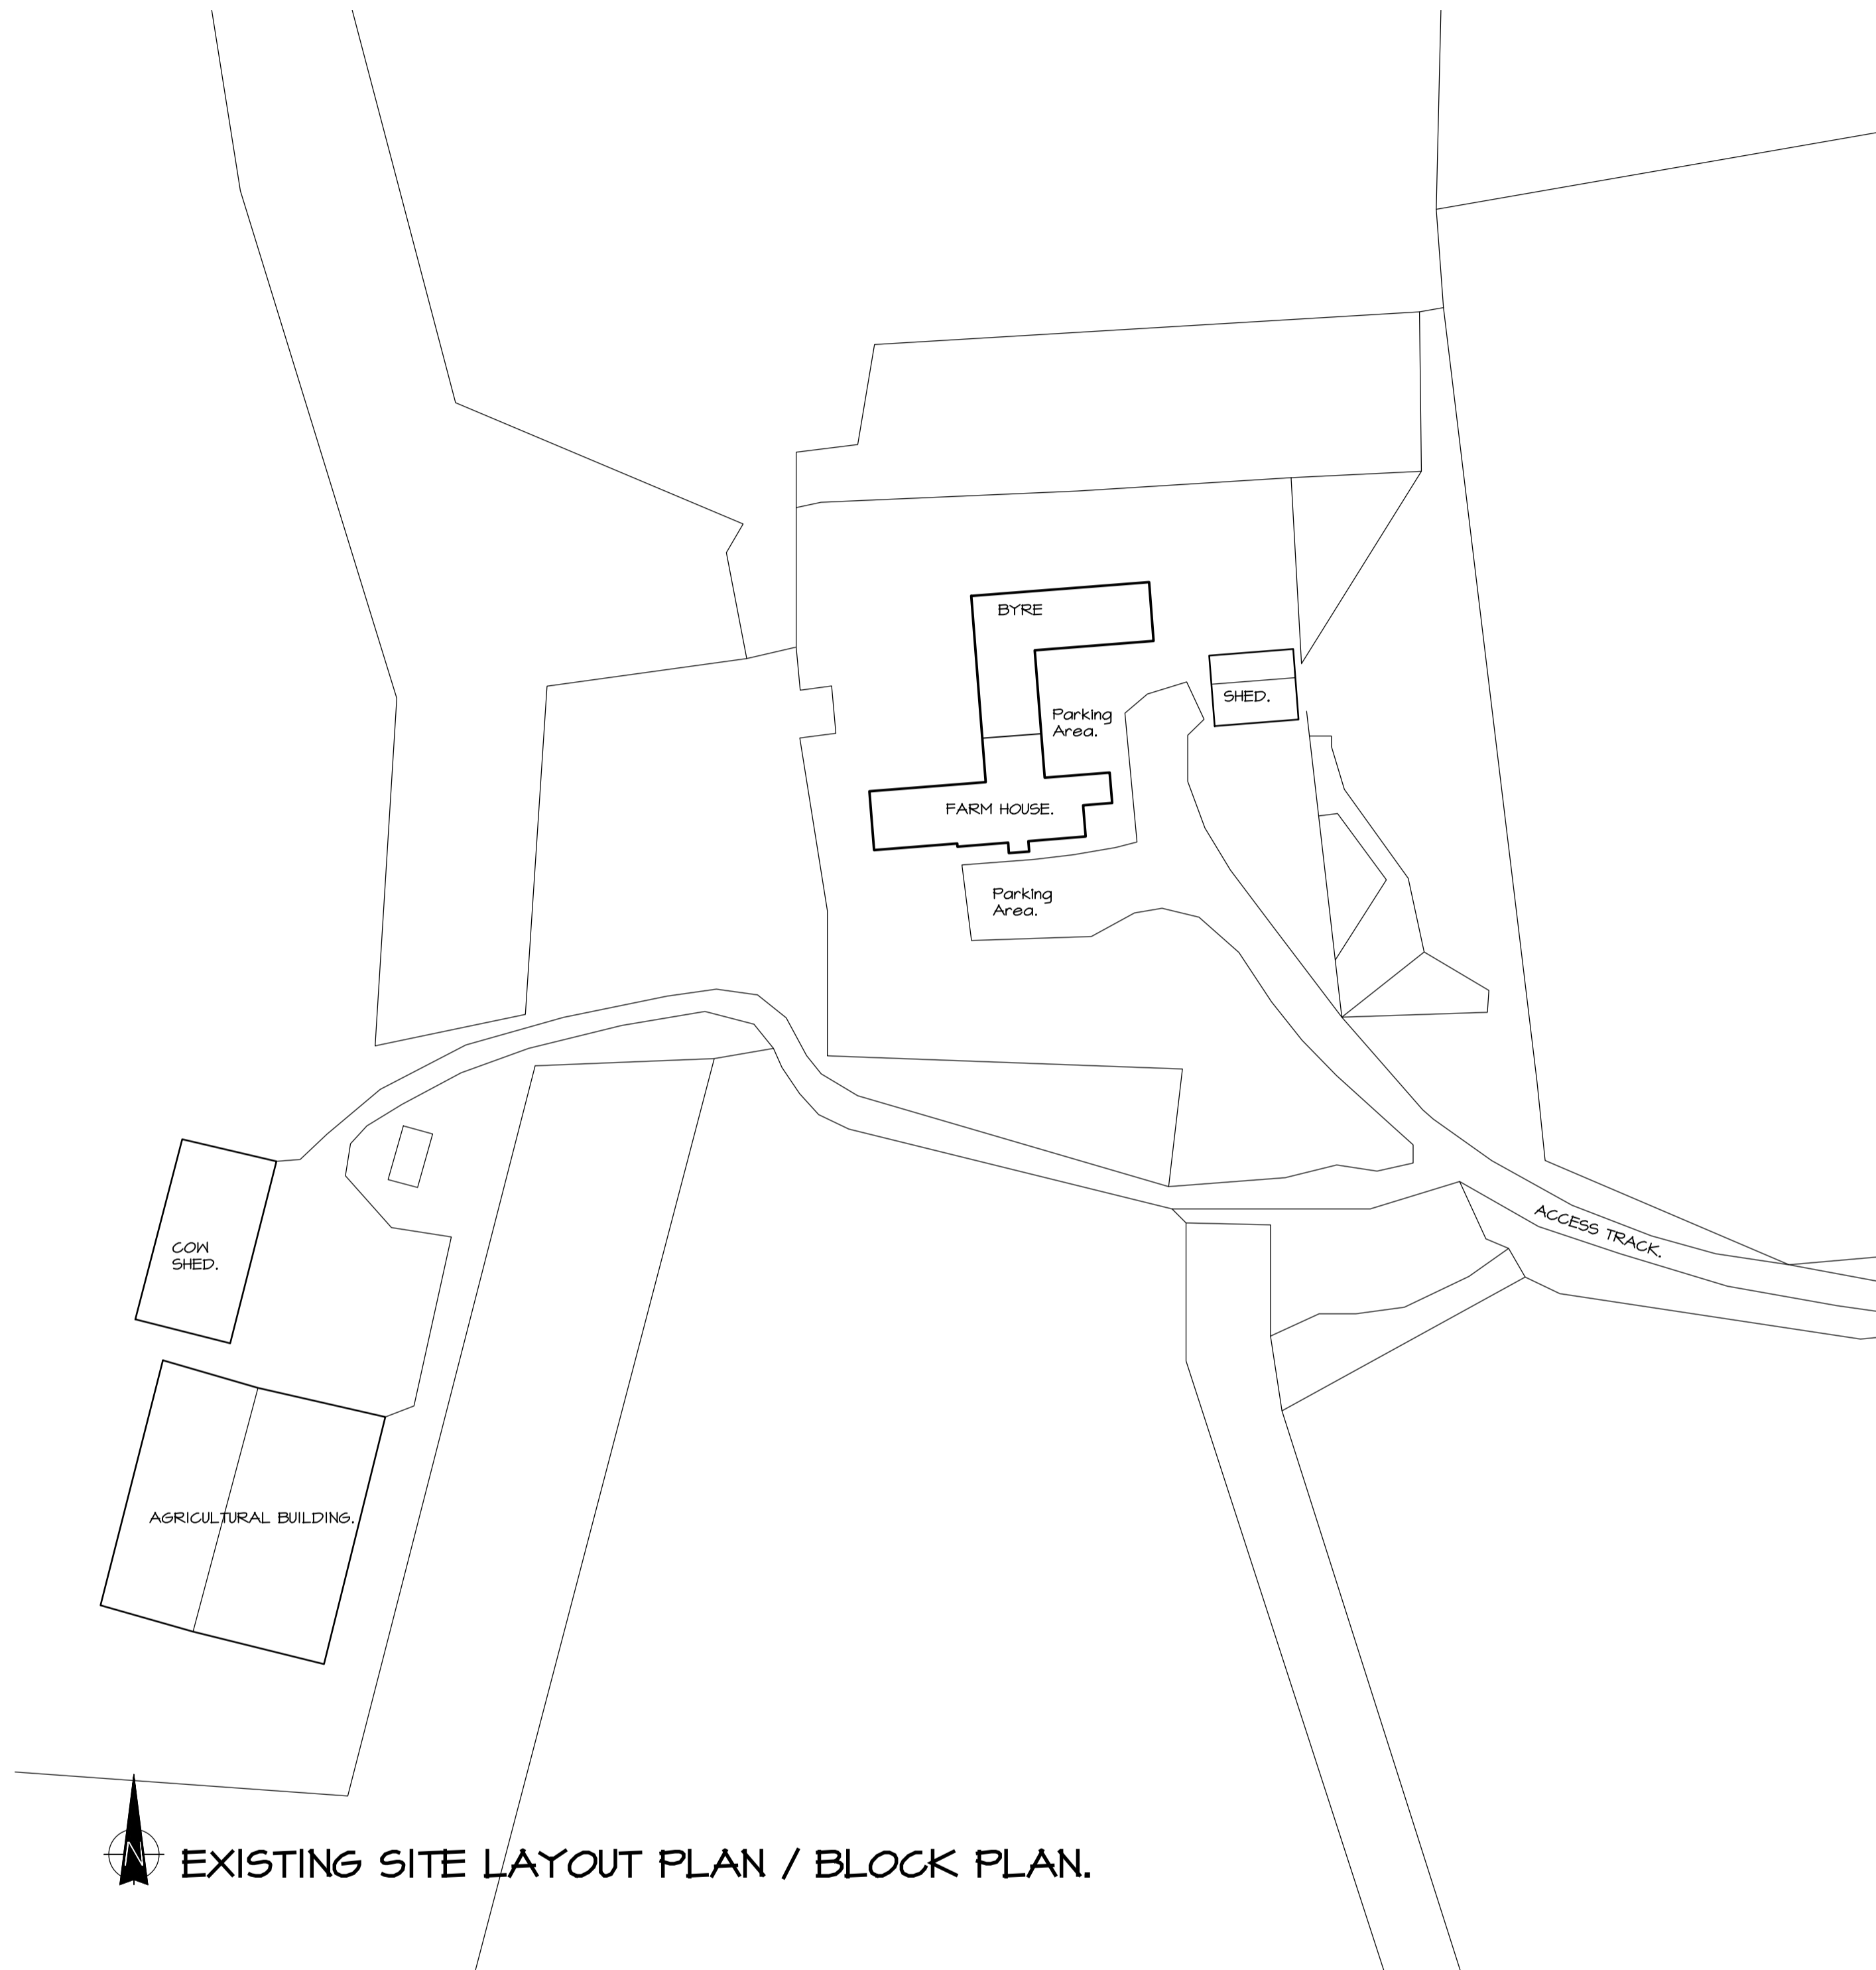 BYRE
SHED.
Parking
Area.
FARM HOUSE.
Parking
Area.
ACCESS TRACK.
COW
SHED.
AGRICULTURAL BUILDING.
N
EXISTING SITE LAYOUT PLAN / BLOCK PLAN.